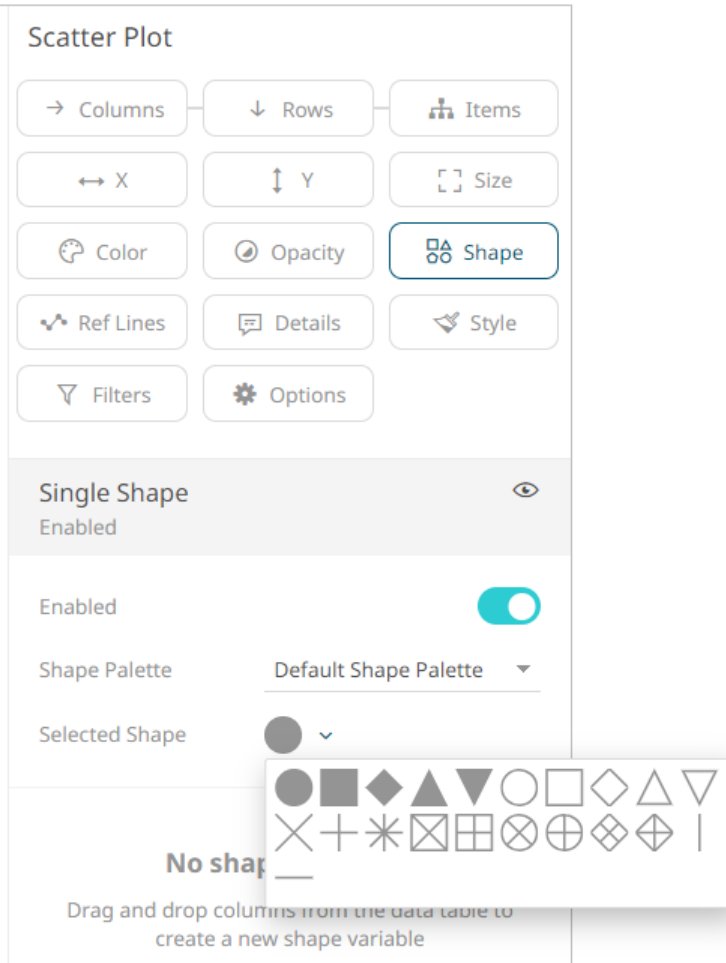 Scatter Plot
Columns Rows Items
X Y Size
Color Opacity Shape
Ref Lines Details Style
Filters Options
Single Shape
Enabled
Enabled
Shape Palette Default Shape Palette
Selected Shape
No shap
Drag and drop columns from the data table to
create a new shape variable